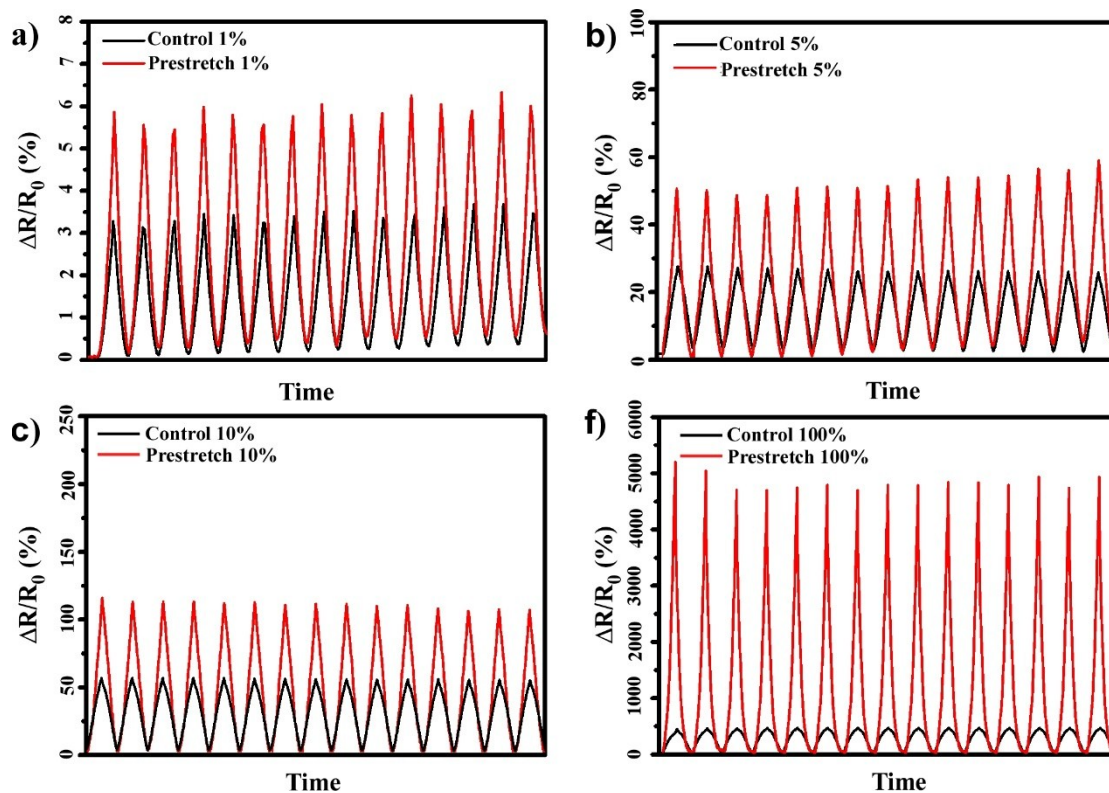 a)
Control 1%
Prestretch 1%
8
7
6
5
4
3
2
1
0
ΔR/R0 (%)
Time
b)
Control 5%
Prestretch 5%
100
80
60
40
20
0
ΔR/R0 (%)
Time
c)
Control 10%
Prestretch 10%
250
200
150
100
50
0
ΔR/R0 (%)
Time
f)
Control 100%
Prestretch 100%
6000
5000
4000
3000
2000
1000
0
ΔR/R0 (%)
Time